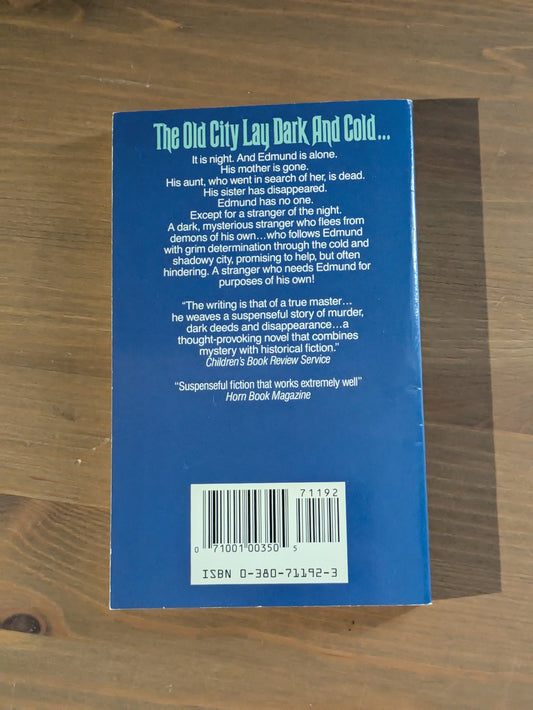 The Old City Lay Dark And Cold...
It is night. And Edmund is alone.
His mother is gone.
His aunt, who went in search of her, is dead.
His sister has disappeared.
Edmund has no one.
Except for a stranger of the night.
A dark, mysterious stranger who flees from
demons of his own...who follows Edmund
with grim determination through the cold and
shadowy city, promising to help, but often
hindering. A stranger who needs Edmund for
purposes of his own!
"The writing is that of a true master...
he weaves a suspenseful story of murder,
dark deeds and disappearance...a
thought-provoking novel that combines
mystery with historical fiction."
Children's Book Review Service
"Suspenseful fiction that works extremely well"
Horn Book Magazine
71192
0 71001 00350 5
ISBN 0-380-71192-3